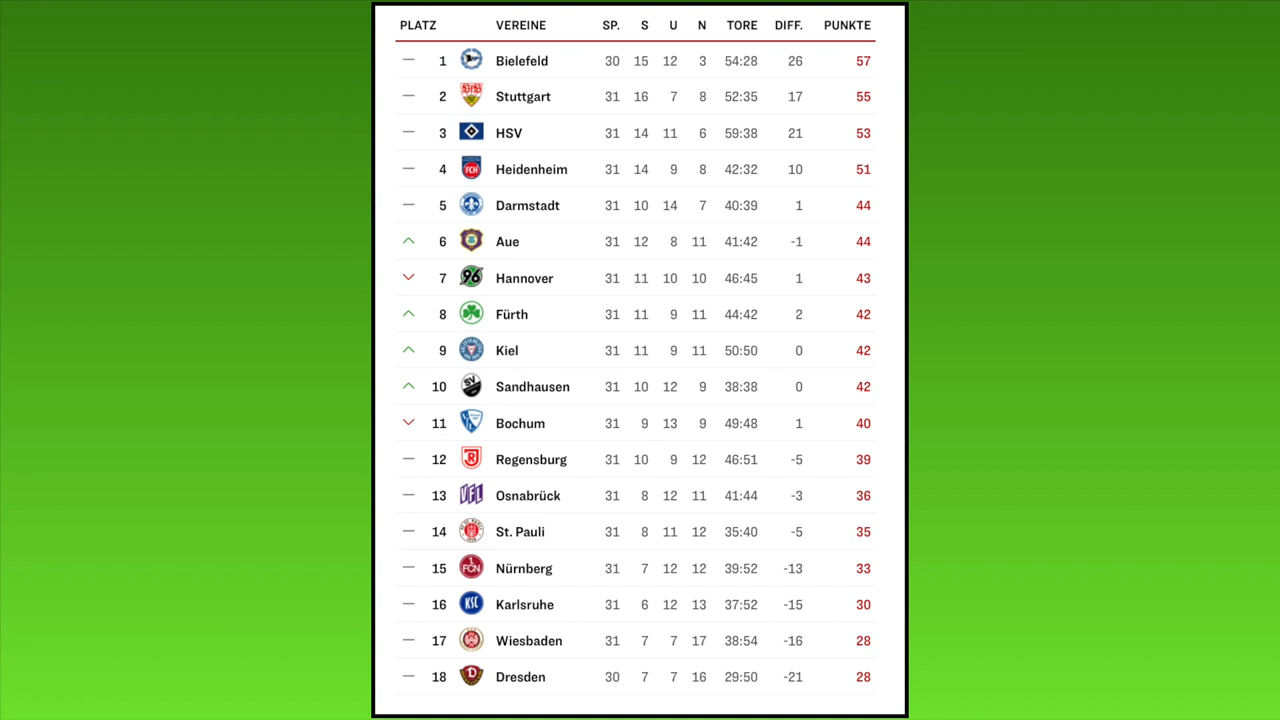 PLATZ VEREINE SP. S U N TORE DIFF. PUNKTE
— 1 Bielefeld 30 15 12 3 54:28 26 57
— 2 Stuttgart 31 16 7 8 52:35 17 55
— 3 HSV 31 14 11 6 59:38 21 53
— 4 Heidenheim 31 14 9 8 42:32 10 51
— 5 Darmstadt 31 10 14 7 40:39 1 44
6 Aue 31 12 8 11 41:42 -1 44
7 96 Hannover 31 11 10 10 46:45 1 43
8 Fürth 31 11 9 11 44:42 2 42
9 Kiel 31 11 9 11 50:50 0 42
10 SV Sandhausen 31 10 12 9 38:38 0 42
11 Bochum 31 9 13 9 49:48 1 40
— 12 R Regensburg 31 10 9 12 46:51 -5 39
— 13 VFL Osnabrück 31 8 12 11 41:44 -3 36
— 14 St. Pauli 31 8 11 12 35:40 -5 35
— 15 FCN Nürnberg 31 7 12 12 39:52 -13 33
— 16 KSC Karlsruhe 31 6 12 13 37:52 -15 30
— 17 Wiesbaden 31 7 7 17 38:54 -16 28
— 18 D Dresden 30 7 7 16 29:50 -21 28